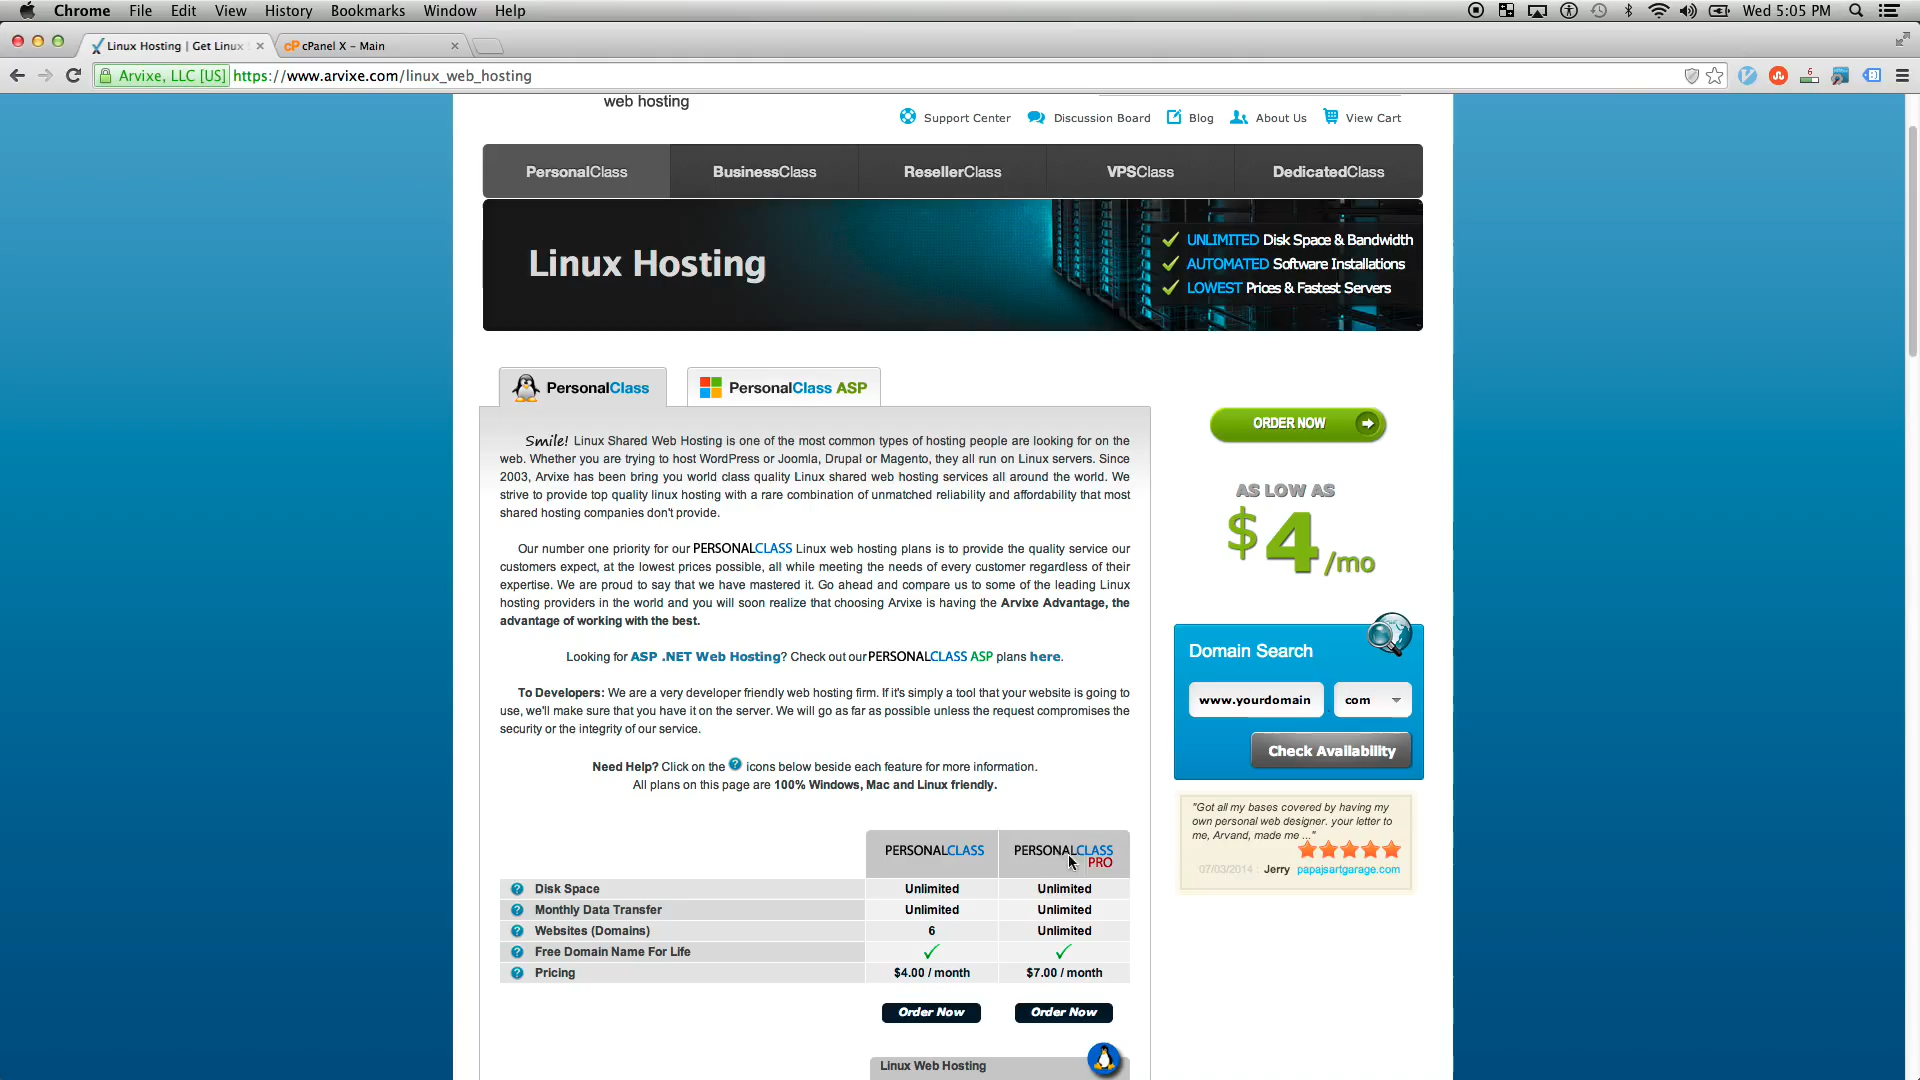 Chrome File Edit View History Bookmarks Window Help Wed 5:05 PM
Linux Hosting | Get Linux
cP cPanel X - Main
Arvixe, LLC [US] https://www.arvixe.com/linux_web_hosting
6
web hosting
Support Center Discussion Board Blog About Us View Cart
PersonalClass BusinessClass ResellerClass VPSClass DedicatedClass
Linux Hosting
UNLIMITED Disk Space & Bandwidth
AUTOMATED Software Installations
LOWEST Prices & Fastest Servers
PersonalClass PersonalClass ASP
Smile! Linux Shared Web Hosting is one of the most common types of hosting people are looking for on the
web. Whether you are trying to host WordPress or Joomla, Drupal or Magento, they all run on Linux servers. Since
2003, Arvixe has been bring you world class quality Linux shared web hosting services all around the world. We
strive to provide top quality linux hosting with a rare combination of unmatched reliability and affordability that most
shared hosting companies don't provide.
Our number one priority for our PERSONALCLASS Linux web hosting plans is to provide the quality service our
customers expect, at the lowest prices possible, all while meeting the needs of every customer regardless of their
expertise. We are proud to say that we have mastered it. Go ahead and compare us to some of the leading Linux
hosting providers in the world and you will soon realize that choosing Arvixe is having the Arvixe Advantage, the
advantage of working with the best.
Looking for ASP .NET Web Hosting? Check out our PERSONALCLASS ASP plans here.
To Developers: We are a very developer friendly web hosting firm. If it's simply a tool that your website is going to
use, we'll make sure that you have it on the server. We will go as far as possible unless the request compromises the
security or the integrity of our service.
Need Help? Click on the ? icons below beside each feature for more information.
All plans on this page are 100% Windows, Mac and Linux friendly.
PERSONALCLASS PERSONALCLASS
PRO
? Disk Space Unlimited Unlimited
? Monthly Data Transfer Unlimited Unlimited
? Websites (Domains) 6 Unlimited
? Free Domain Name For Life
? Pricing $4.00 / month $7.00 / month
Order Now Order Now
Linux Web Hosting
ORDER NOW
AS LOW AS
$4/mo
Domain Search
www.yourdomain com
Check Availability
"Got all my bases covered by having my
own personal web designer. your letter to
me, Arvand, made me ..."
07/03/2014 : Jerry papajsartgarage.com